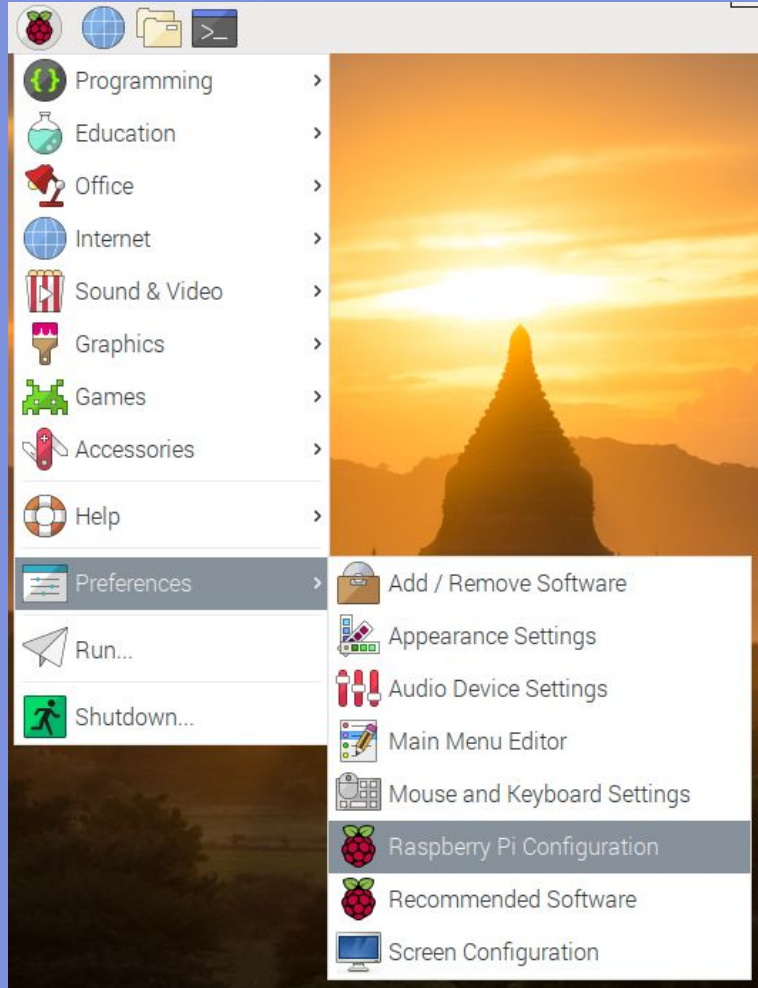 >_
Programming
Education
Office
Internet
Sound & Video
Graphics
Games
Accessories
Help
Preferences
Run...
Shutdown...
Add / Remove Software
Appearance Settings
Audio Device Settings
Main Menu Editor
Mouse and Keyboard Settings
Raspberry Pi Configuration
Recommended Software
Screen Configuration